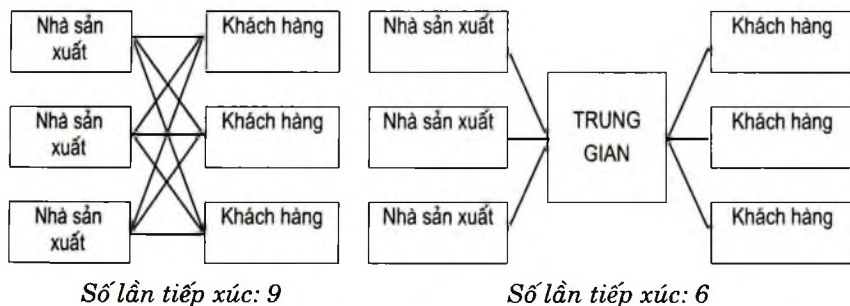 Nhà sản
xuất
Khách hàng
Nhà sản
xuất
Khách hàng
Nhà sản
xuất
Khách hàng
Số lần tiếp xúc: 9
Nhà sản xuất
Nhà sản xuất
Nhà sản xuất
TRUNG
GIAN
Khách hàng
Khách hàng
Khách hàng
Số lần tiếp xúc: 6